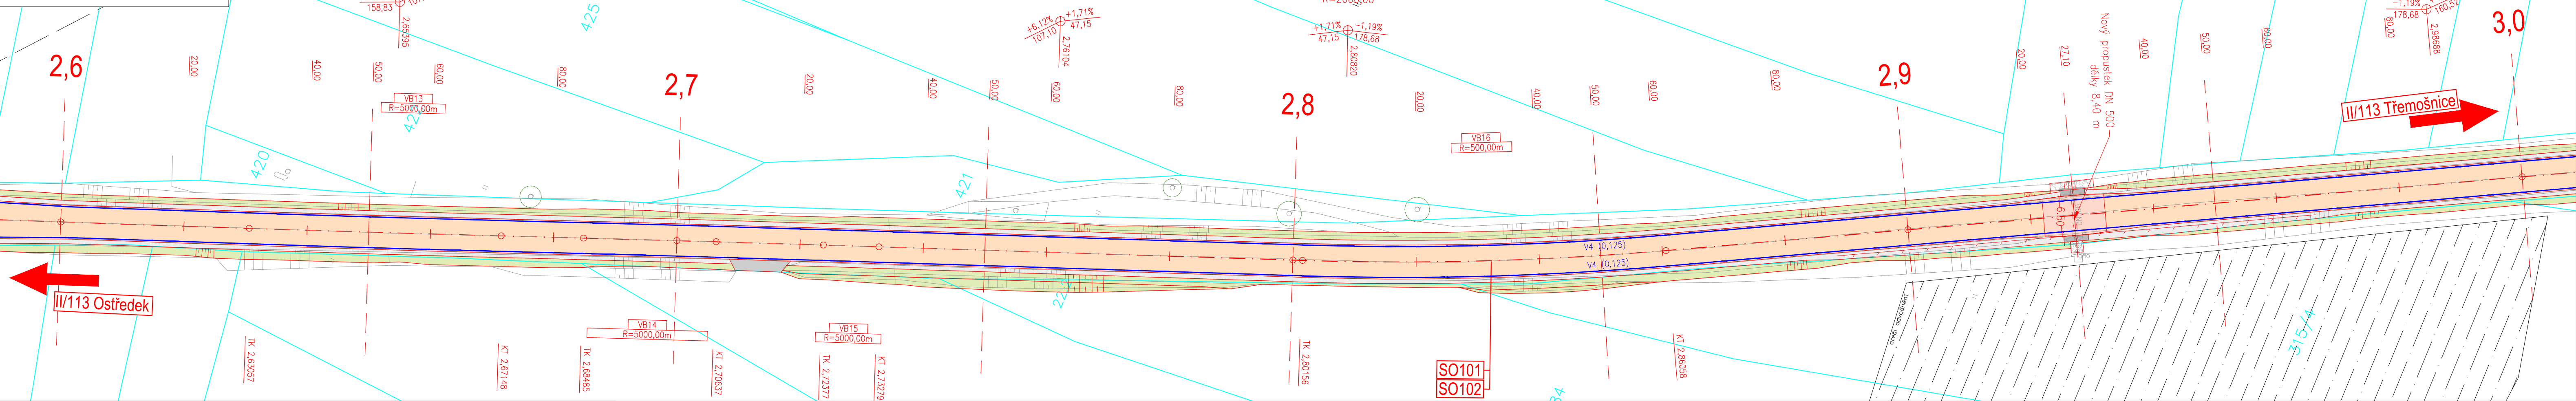 158,83
2,65395
425
+6,12%
+1,71%
107,10
47,15
2,76104
+1,71%
-1,19%
47,15
178,68
2,80820
Nový propustek DN 500
délky 8,40 m
-1,19%
178,68
160,52
2,98688
2,6
2,7
2,8
2,9
3,0
20,00
40,00
50,00
60,00
80,00
20,00
40,00
50,00
60,00
80,00
20,00
40,00
50,00
60,00
80,00
20,00
27,10
40,00
50,00
60,00
80,00
VB13
R=5000,00m
VB16
R=500,00m
II/113 Třemošnice
420
421
V4 (0,125)
V4 (0,125)
II/113 Ostředek
VB14
R=5000,00m
VB15
R=5000,00m
TK 2,63057
KT 2,67148
TK 2,68485
KT 2,70637
TK 2,72377
KT 2,73279
TK 2,80156
KT 2,86058
SO101
SO102
areál odvodnění
315/4
34